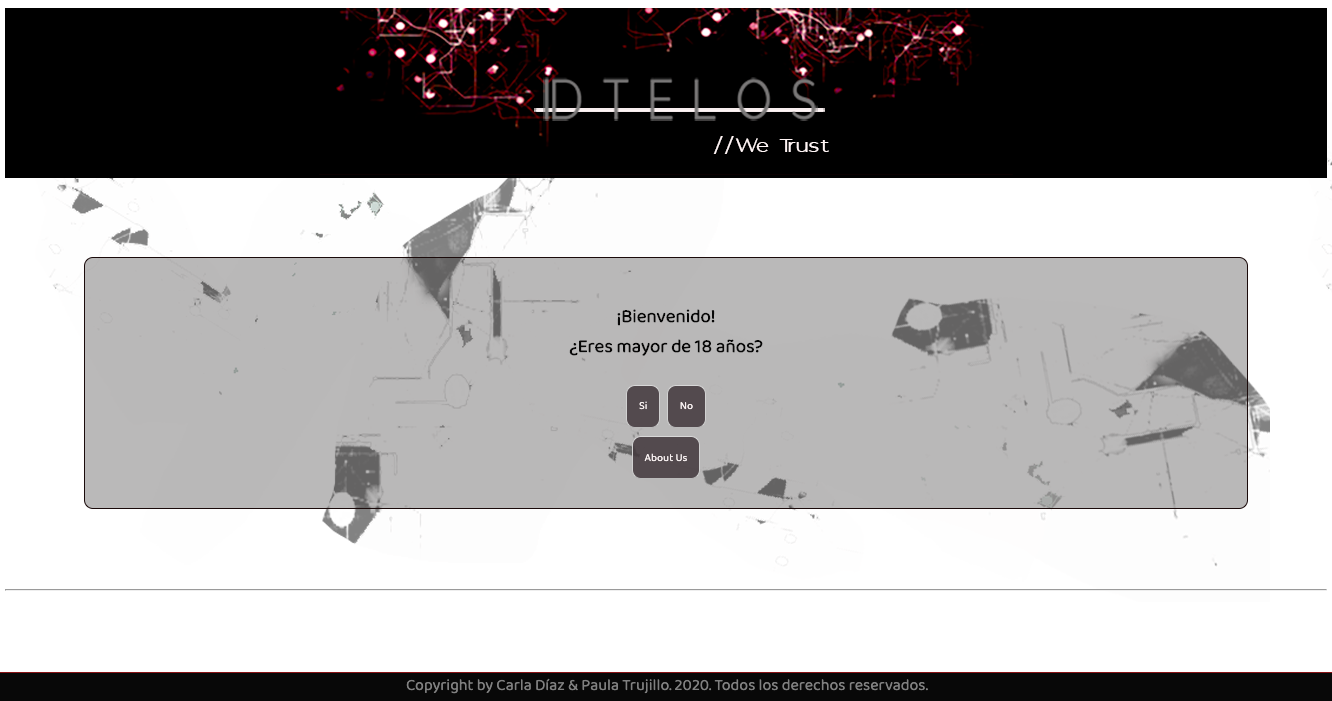 IDTELOS
//We Trust
¡Bienvenido!
¿Eres mayor de 18 años?
Si No
About Us
Copyright by Carla Díaz & Paula Trujillo. 2020. Todos los derechos reservados.